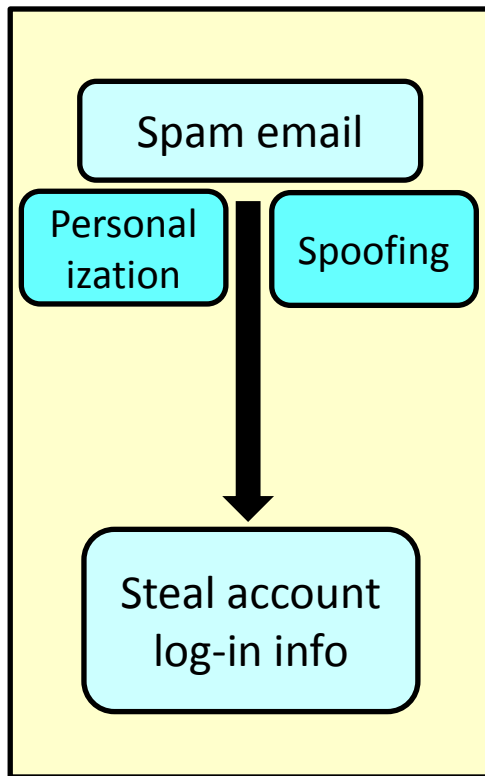 Spam email
Personal
ization
Spoofing
Steal account
log-in info